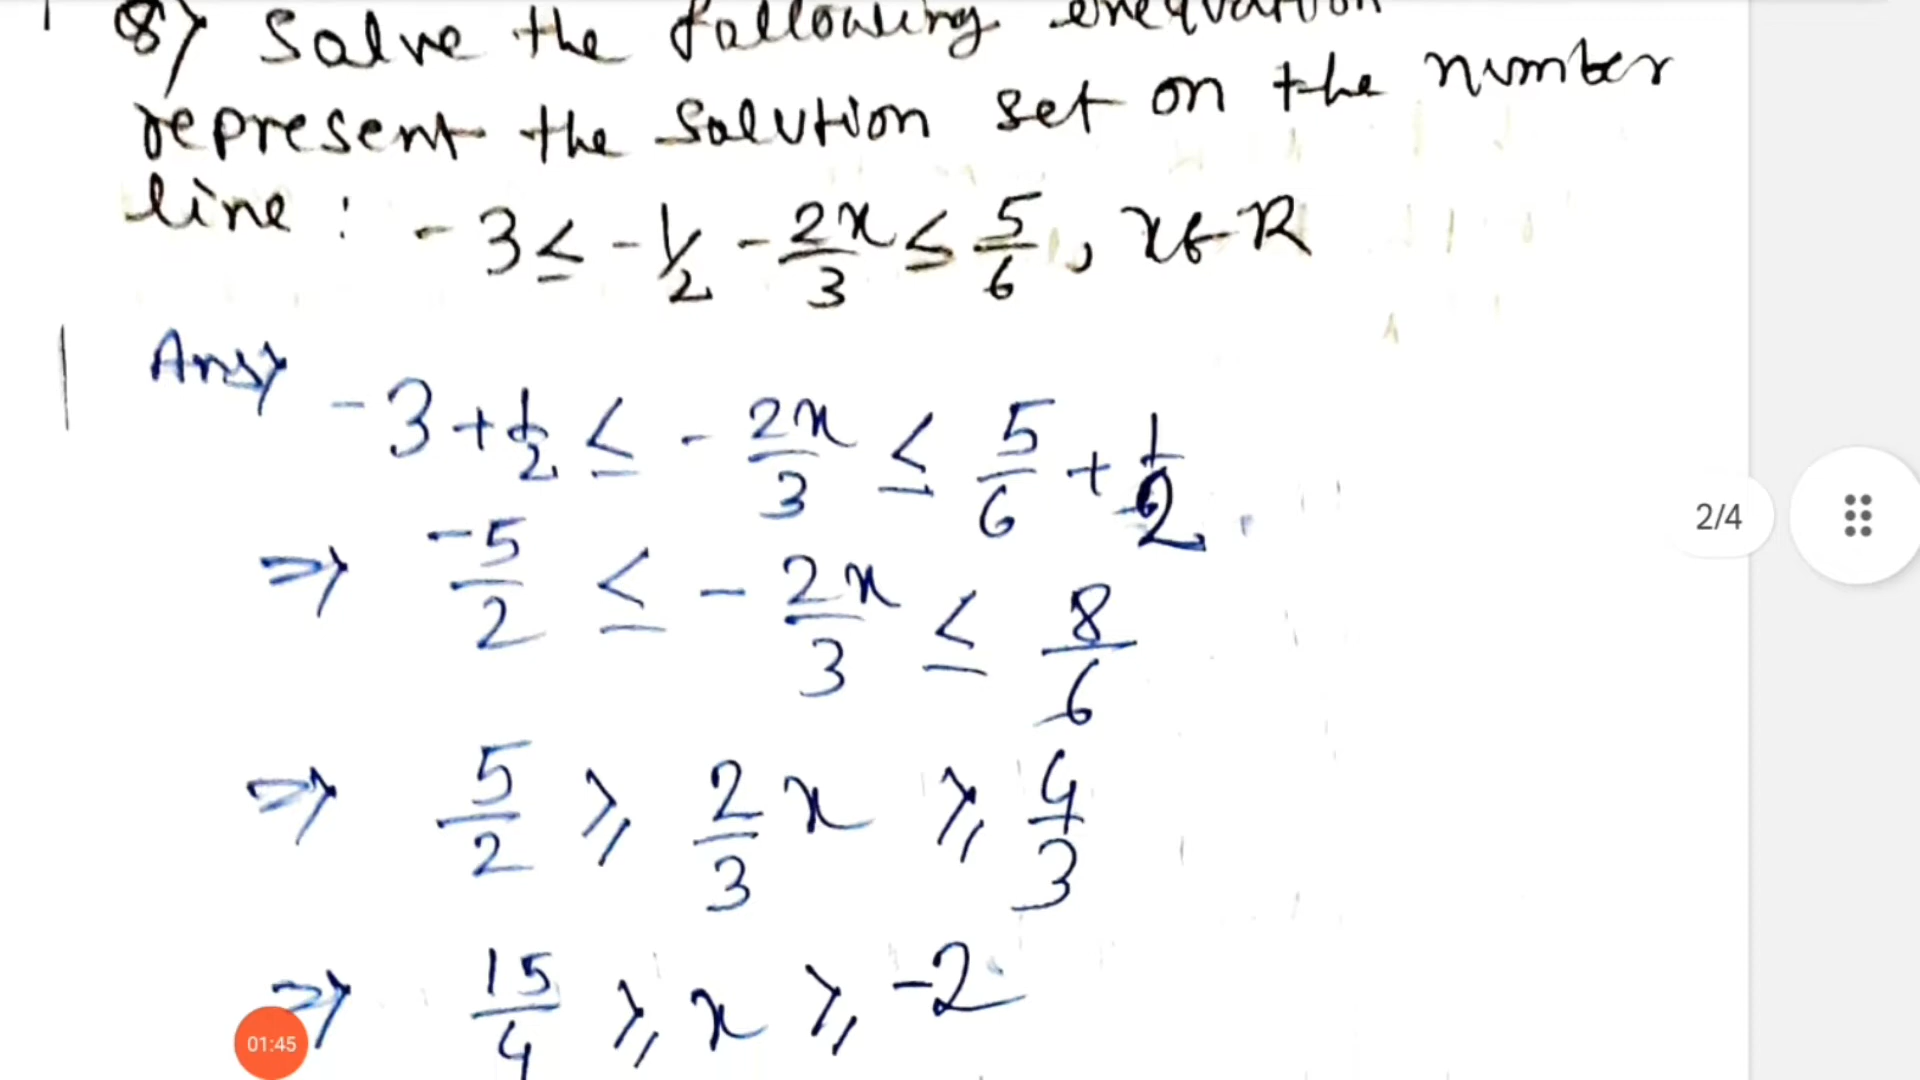 8) Solve the following inequation
represent the solution set on the number
line : -3 ≤ -1/2 - 2x/3 ≤ 5/6, x ∈ R
Ans) -3 + 1/2 ≤ - 2x/3 ≤ 5/6 + 1/2
⇒ -5/2 ≤ - 2x/3 ≤ 8/6
⇒ 5/2 ≥ 2/3 x ≥ 4/3
⇒ 15/4 ≥ x ≥ -2
2/4
01:45